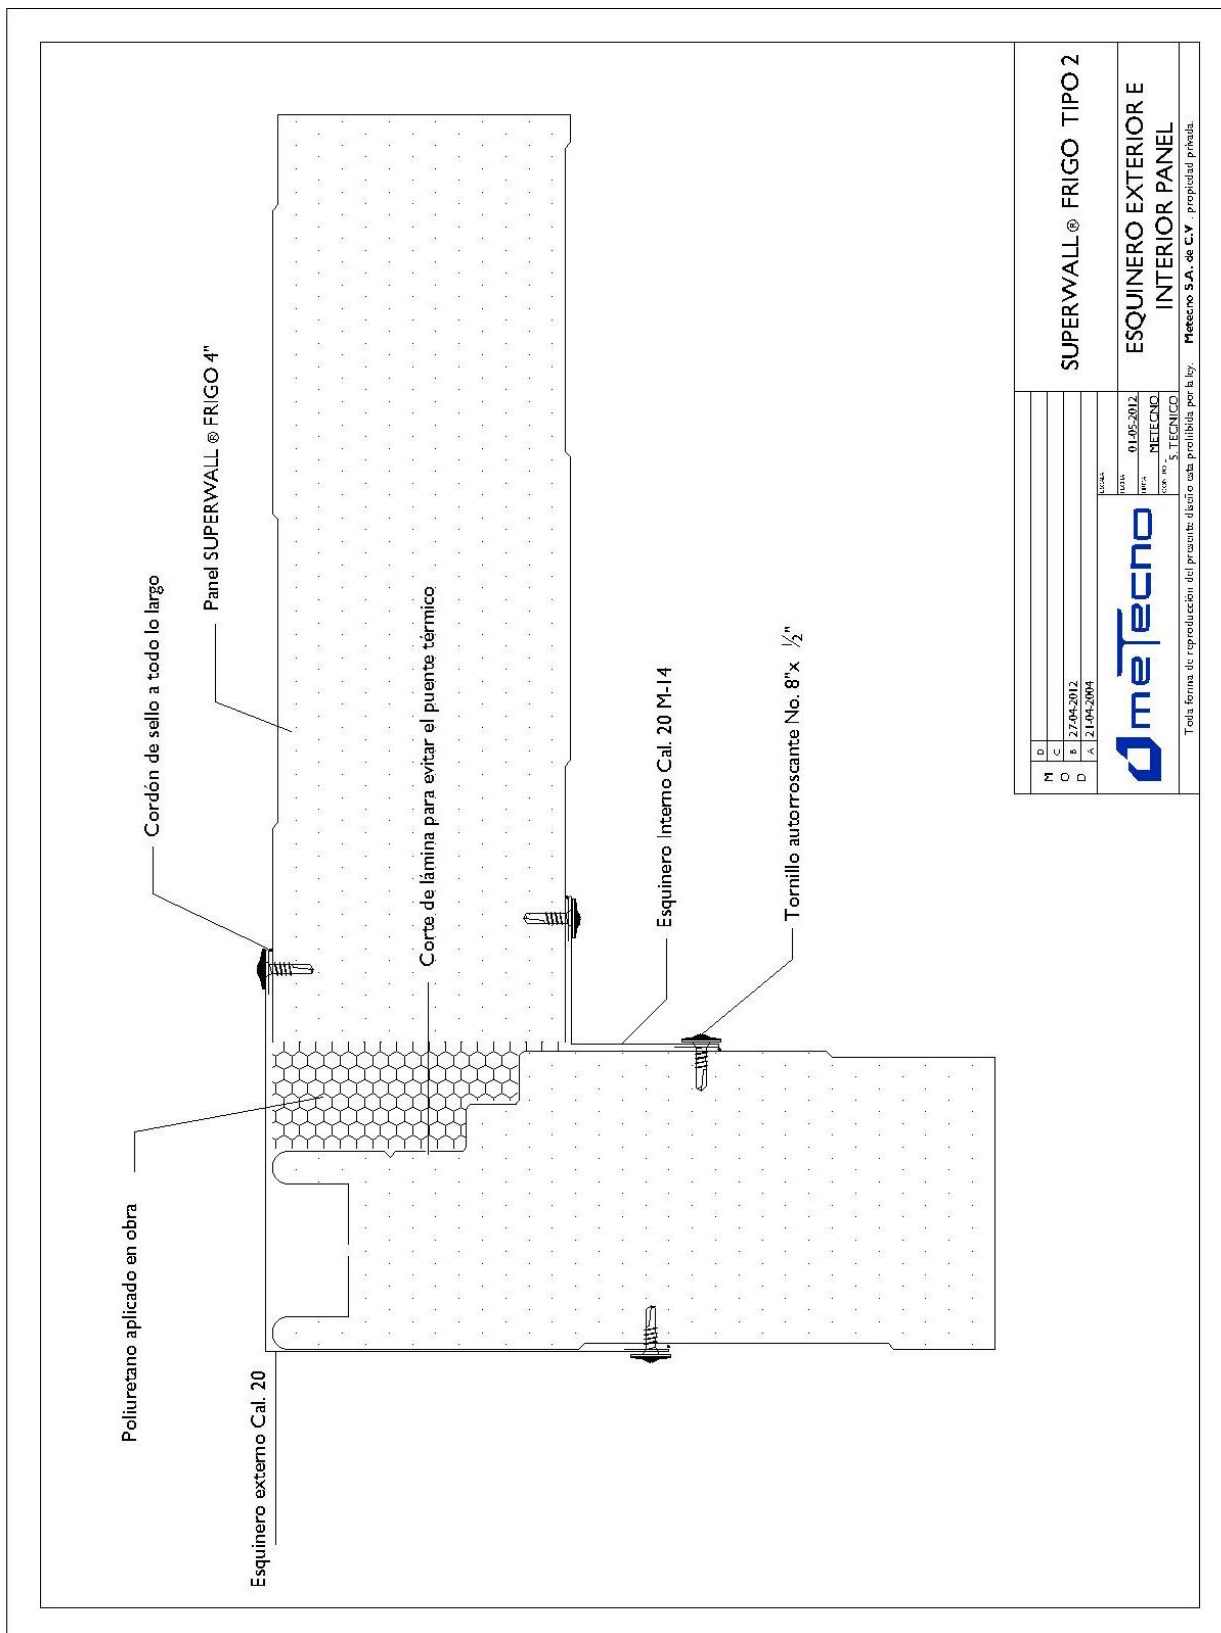 Esquinero externo Cal. 20
Poliuretano aplicado en obra
Cordón de sello a todo lo largo
Panel SUPERWALL ® FRIGO 4"
Corte de lámina para evitar el puente térmico
Esquinero Interno Cal. 20 M-14
Tornillo autorroscante No. 8"x ½"
M
O
D
D
C
B 27-04-2012
A 21-04-2004
meTecno
ESCALA
FECHA 01-05-2012
METECNO
S. TECNICO
SUPERWALL® FRIGO TIPO 2
ESQUINERO EXTERIOR E
INTERIOR PANEL
Toda forma de reproducción del presente diseño esta prohibida por la ley. Metecno S.A. de C.V. propiedad privada.